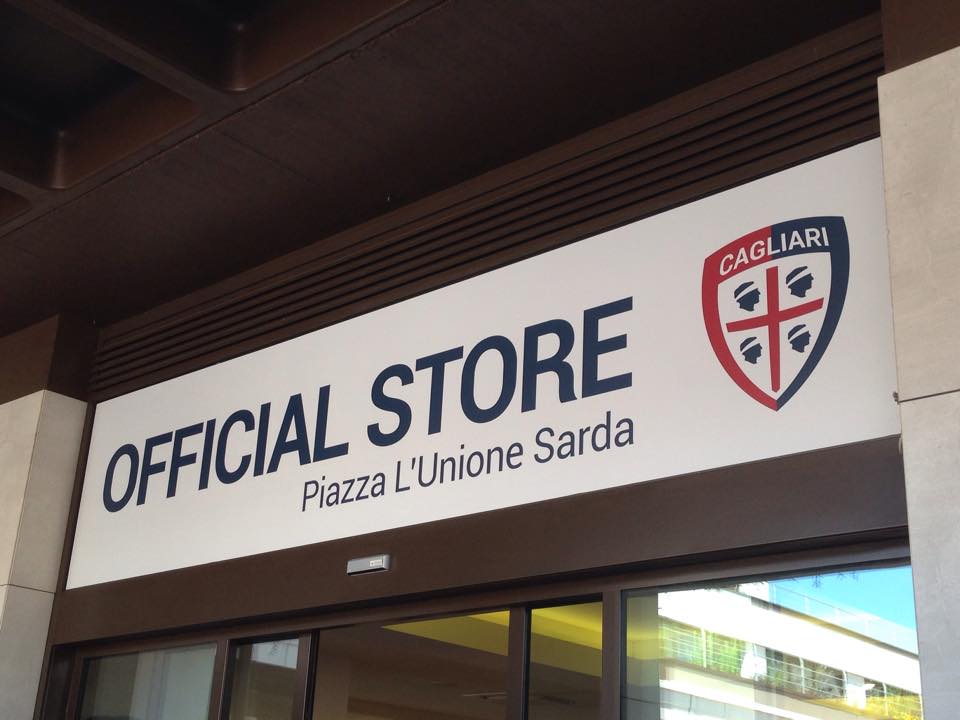 OFFICIAL STORE
Piazza L'Unione Sarda
CAGLIARI